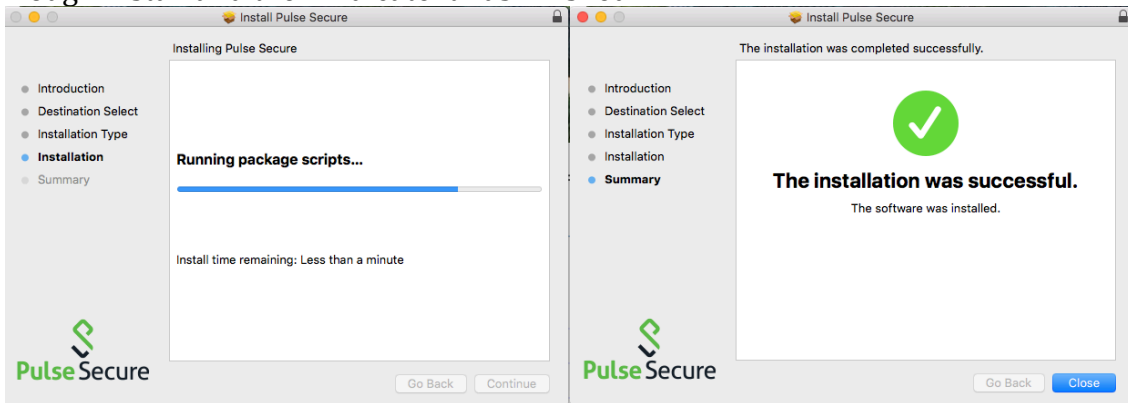 Install Pulse Secure
Installing Pulse Secure
Introduction
Destination Select
Installation Type
Installation
Summary
Running package scripts...
Install time remaining: Less than a minute
Pulse Secure
Go Back
Continue
Install Pulse Secure
The installation was completed successfully.
Introduction
Destination Select
Installation Type
Installation
Summary
The installation was successful.
The software was installed.
Pulse Secure
Go Back
Close